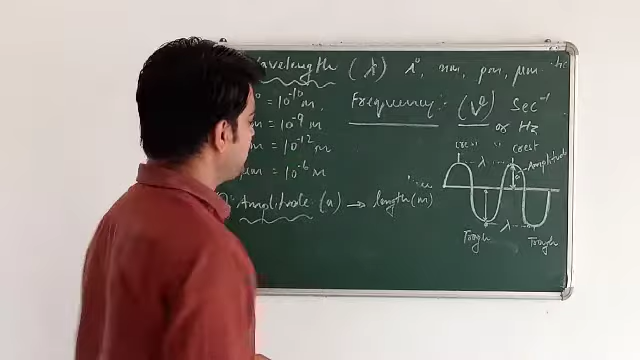 Wavelength (λ) λ°, nm, pm, μm
Frequency:- (ν) Sec⁻¹
or Hz
° = 10⁻¹⁰ m,
m = 10⁻⁹ m
m = 10⁻¹² m
μm = 10⁻⁶ m
Amplitude (a) → length (m)
crest crest
λ
Amplitude
a
λ
Trough Trough